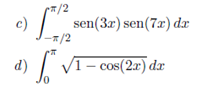 c) ∫_{-π/2}^{π/2} sen(3x) sen(7x) dx
d) ∫_0^π √(1 − cos(2x)) dx